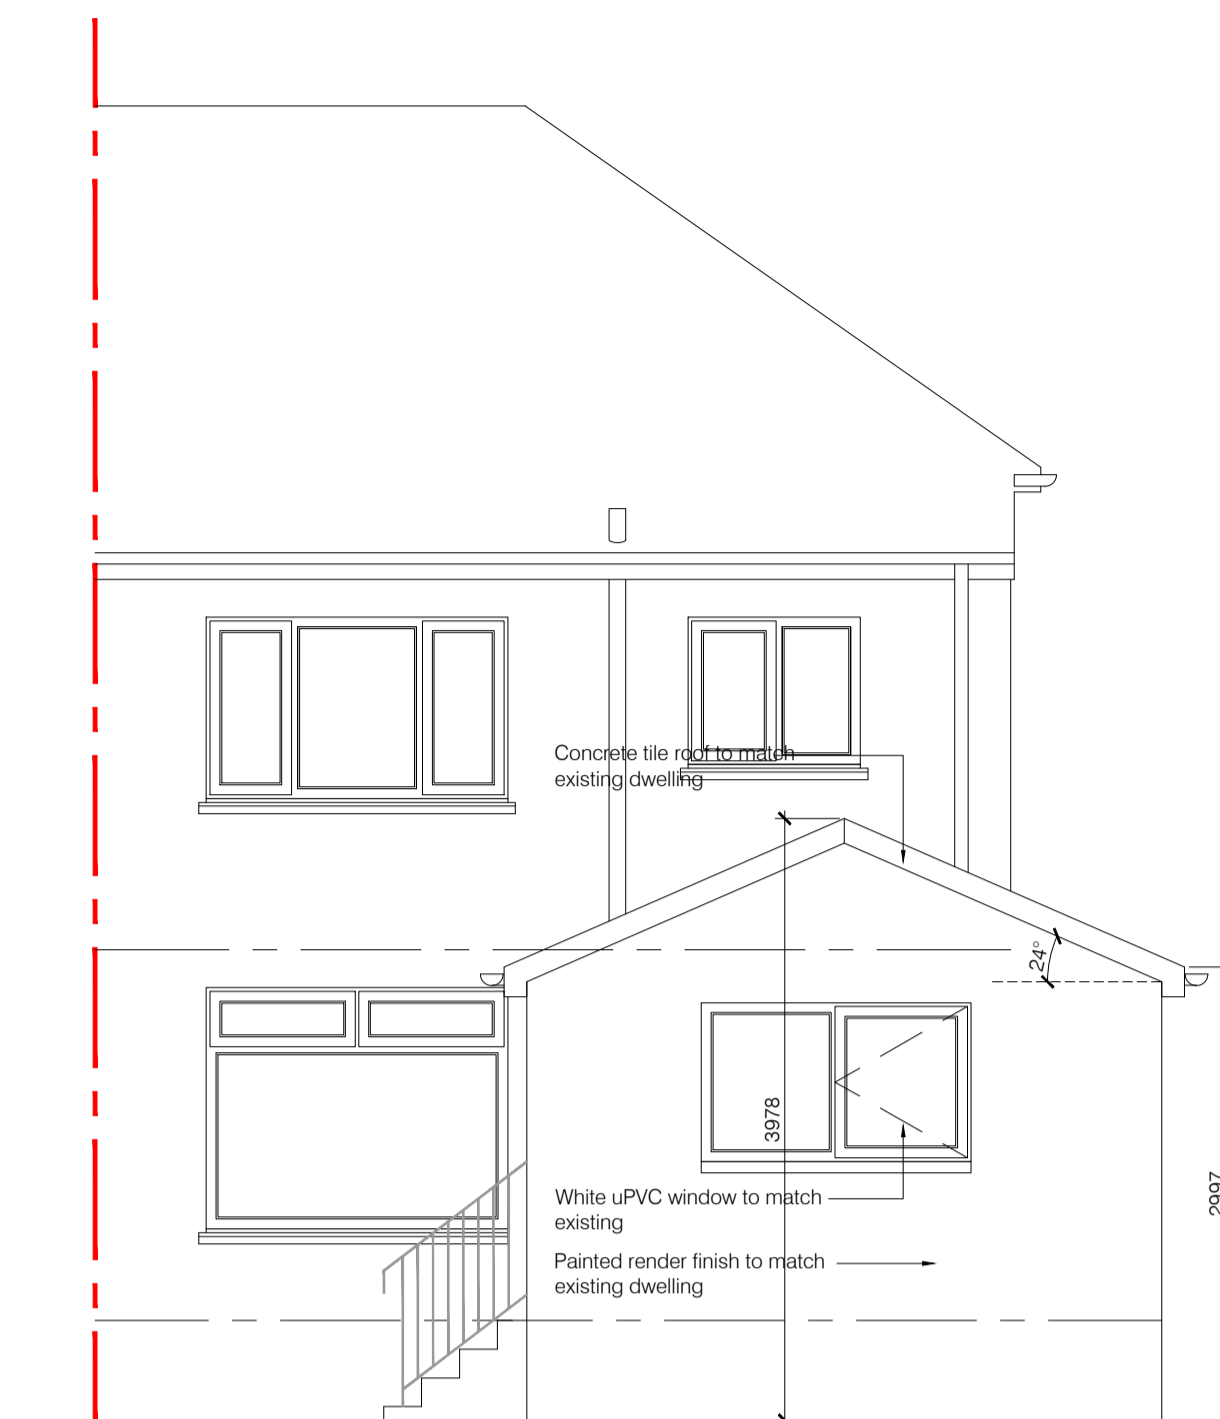 Concrete tile roof to match
existing dwelling
24°
3978
2997
White uPVC window to match
existing
Painted render finish to match
existing dwelling